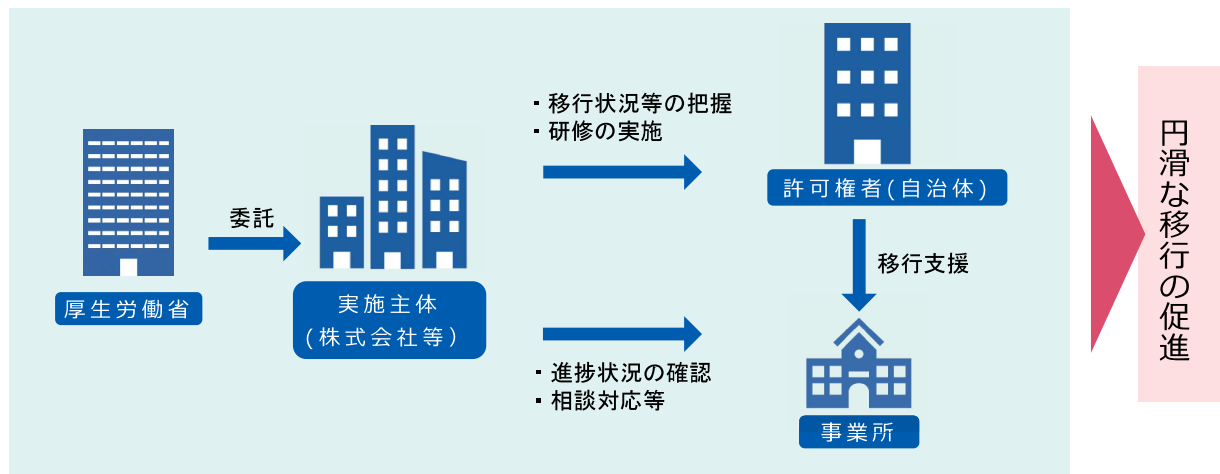 厚生労働省
委託
実施主体
(株式会社等)
・移行状況等の把握
・研修の実施
許可権者(自治体)
移行支援
・進捗状況の確認
・相談対応等
事業所
円滑な移行の促進